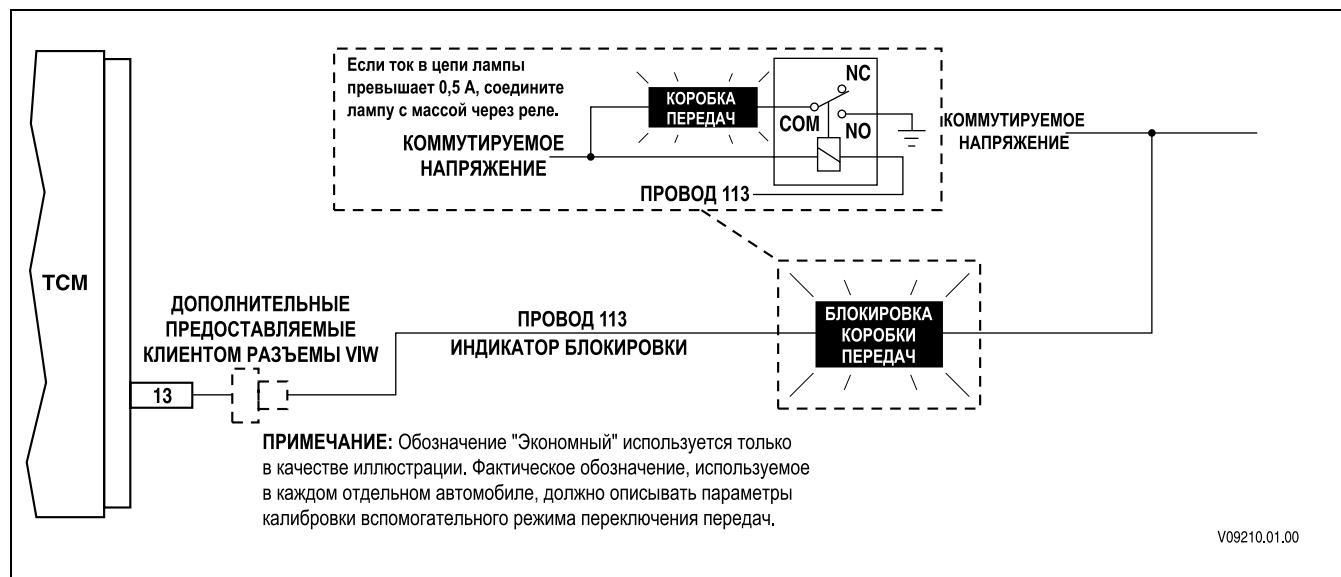 Если ток в цепи лампы
превышает 0,5 А, соедините
лампу с массой через реле.
КОРОБКА
ПЕРЕДАЧ
NC
COM
NO
КОММУТИРУЕМОЕ
НАПРЯЖЕНИЕ
ПРОВОД 113
КОММУТИРУЕМОЕ
НАПРЯЖЕНИЕ
TCM
ДОПОЛНИТЕЛЬНЫЕ
ПРЕДОСТАВЛЯЕМЫЕ
КЛИЕНТОМ РАЗЪЕМЫ VIW
13
ПРОВОД 113
ИНДИКАТОР БЛОКИРОВКИ
БЛОКИРОВКА
КОРОБКИ
ПЕРЕДАЧ
ПРИМЕЧАНИЕ: Обозначение "Экономный" используется только
в качестве иллюстрации. Фактическое обозначение, используемое
в каждом отдельном автомобиле, должно описывать параметры
калибровки вспомогательного режима переключения передач.
V09210.01.00